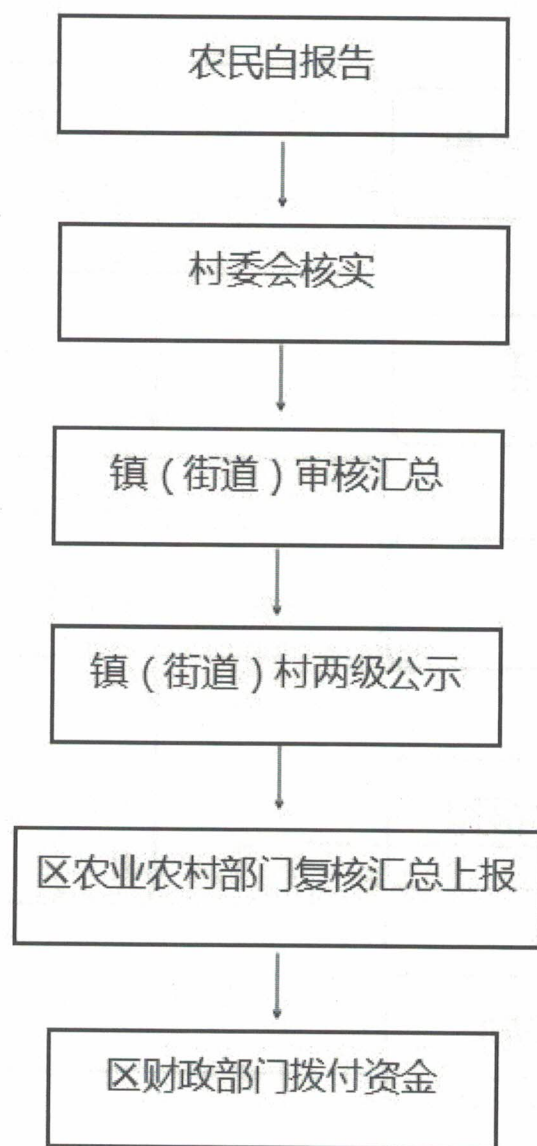 农民自报告
村委会核实
镇（街道）审核汇总
镇（街道）村两级公示
区农业农村部门复核汇总上报
区财政部门拨付资金